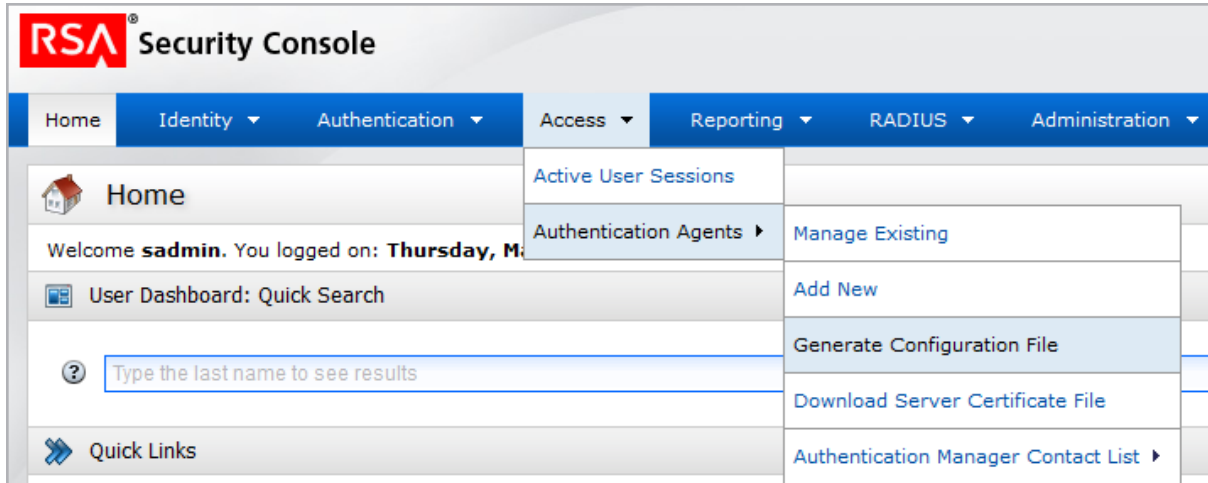 RSA® Security Console
Home Identity Authentication Access Reporting RADIUS Administration
Active User Sessions
Home
Authentication Agents
Manage Existing
Welcome sadmin. You logged on: Thursday,
User Dashboard: Quick Search
Add New
Generate Configuration File
? Type the last name to see results
Download Server Certificate File
Quick Links
Authentication Manager Contact List